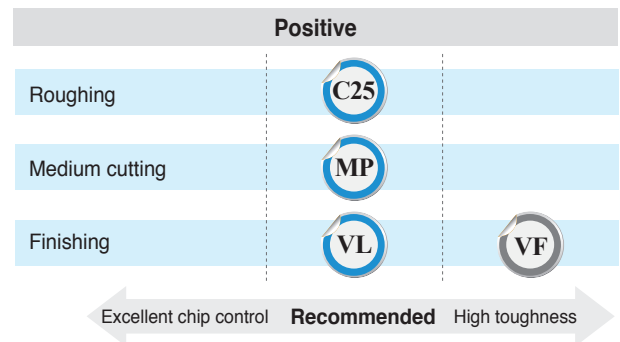 Positive
Roughing C25
Medium cutting MP
Finishing VL VF
Excellent chip control Recommended High toughness